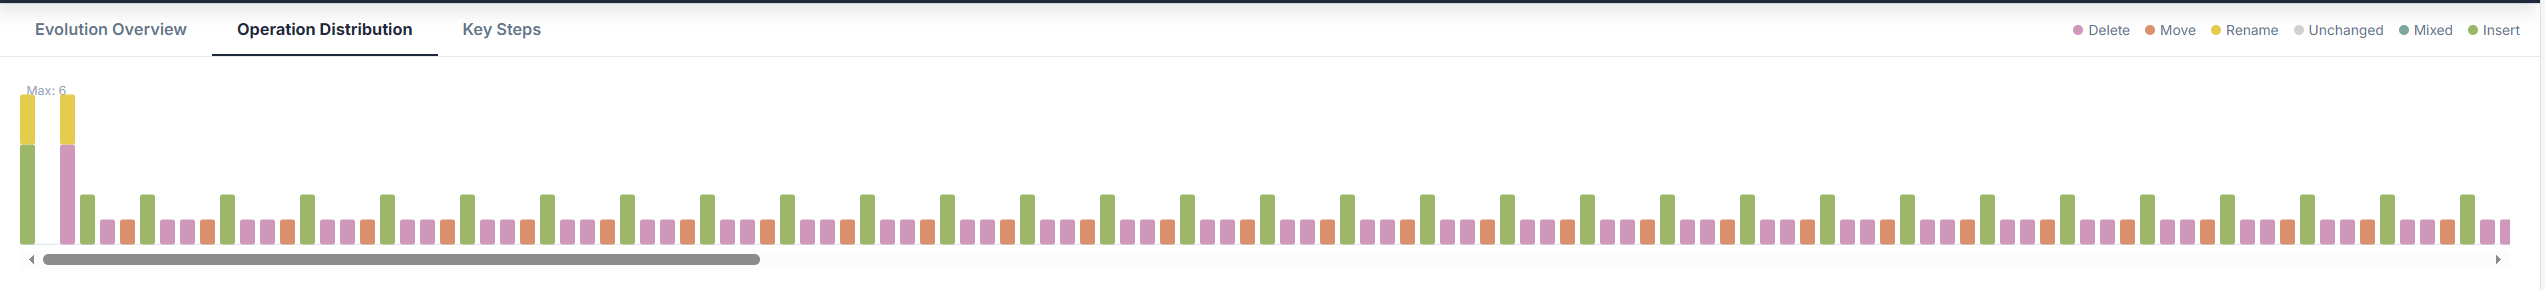 Evolution Overview Operation Distribution Key Steps Delete Move Rename Unchanged Mixed Insert
Max: 6